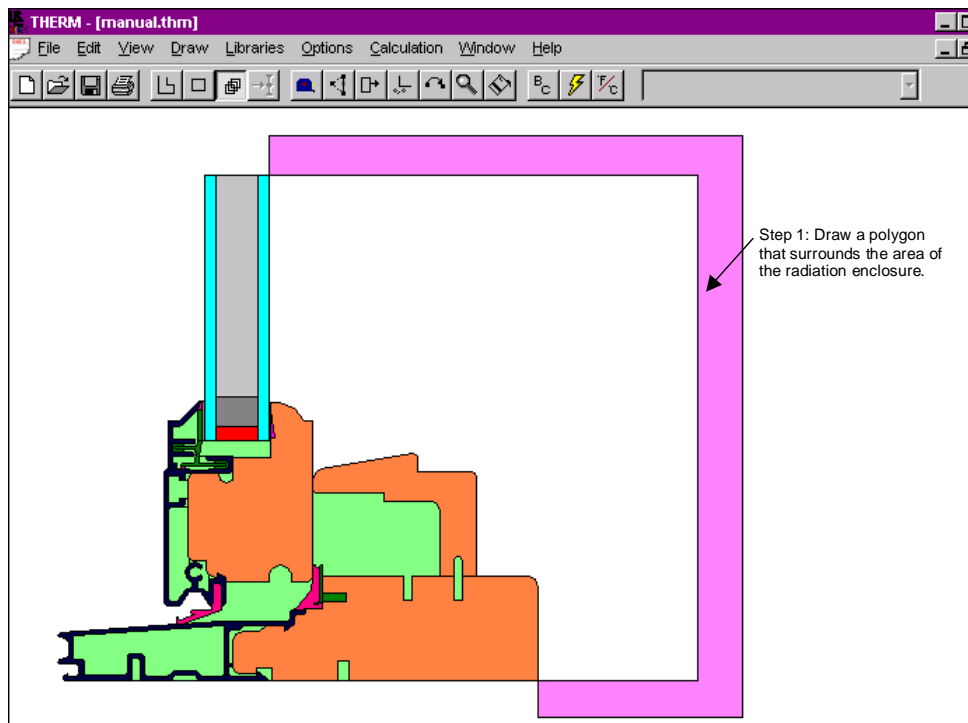 THERM - [manual.thm]
File Edit View Draw Libraries Options Calculation Window Help
BC °F/°C
Step 1: Draw a polygon
that surrounds the area of
the radiation enclosure.